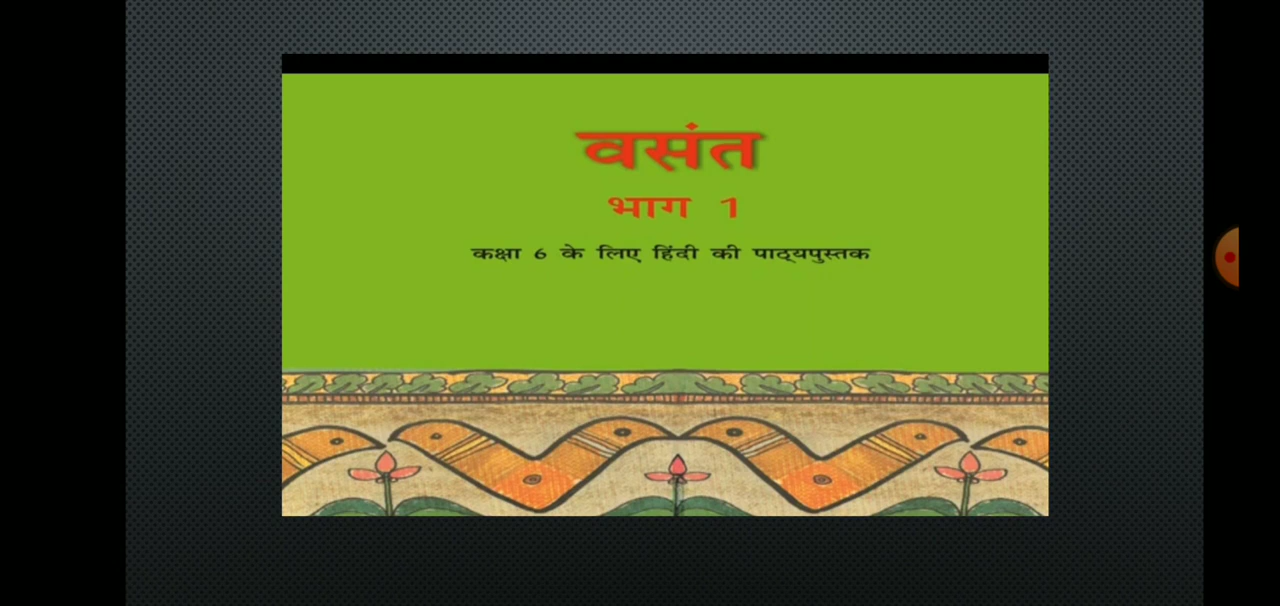 वसंत
भाग 1
कक्षा 6 के लिए हिंदी की पाठ्यपुस्तक